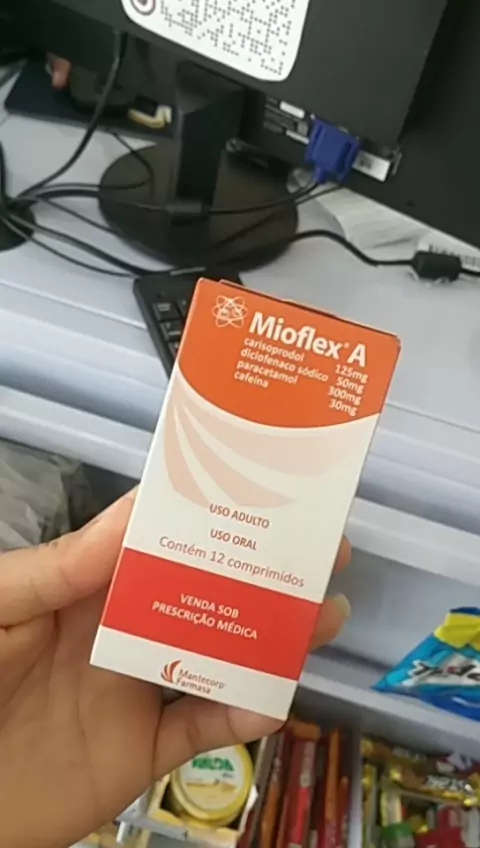 Mioflex® A
carisoprodol 125mg
diclofenaco sódico 50mg
paracetamol 300mg
cafeína 30mg
USO ADULTO
USO ORAL
Contém 12 comprimidos
VENDA SOB
PRESCRIÇÃO MÉDICA
Mantecorp
Farmasa